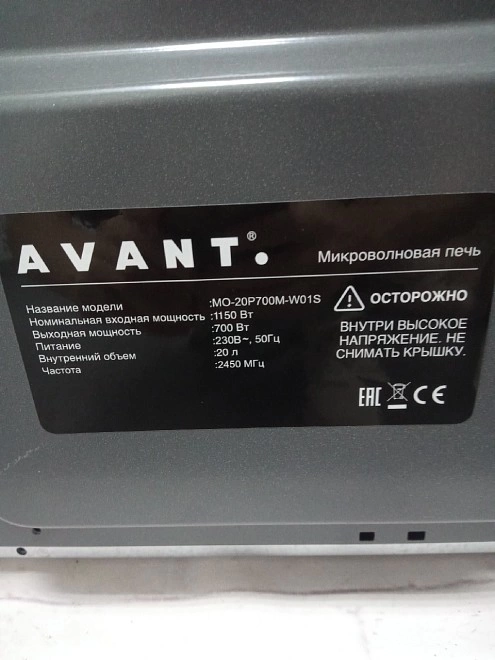 AVANT.®
Микроволновая печь
Название модели :MO-20P700M-W01S
Номинальная входная мощность :1150 Вт
Выходная мощность :700 Вт
Питание :230В~, 50Гц
Внутренний объем :20 л
Частота :2450 МГц
ОСТОРОЖНО
ВНУТРИ ВЫСОКОЕ
НАПРЯЖЕНИЕ. НЕ
СНИМАТЬ КРЫШКУ.
EAC CE